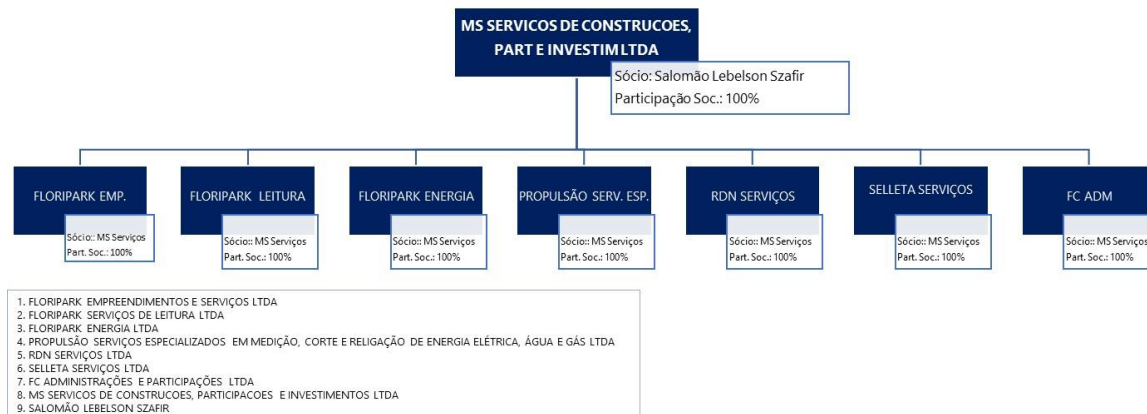 MS SERVICOS DE CONSTRUCOES,
PART E INVESTIM LTDA
Sócio: Salomão Lebelson Szafir
Participação Soc.: 100%
FLORIPARK EMP.
Sócio:: MS Serviços
Part. Soc.: 100%
FLORIPARK LEITURA
Sócio:: MS Serviços
Part. Soc.: 100%
FLORIPARK ENERGIA
Sócio:: MS Serviços
Part. Soc.: 100%
PROPULSÃO SERV. ESP.
Sócio:: MS Serviços
Part. Soc.: 100%
RDN SERVIÇOS
Sócio:: MS Serviços
Part. Soc.: 100%
SELLETA SERVIÇOS
Sócio:: MS Serviços
Part. Soc.: 100%
FC ADM
Sócio:: MS Serviços
Part. Soc.: 100%
1. FLORIPARK EMPREENDIMENTOS E SERVIÇOS LTDA
2. FLORIPARK SERVIÇOS DE LEITURA LTDA
3. FLORIPARK ENERGIA LTDA
4. PROPULSÃO SERVIÇOS ESPECIALIZADOS EM MEDIÇÃO, CORTE E RELIGAÇÃO DE ENERGIA ELÉTRICA, ÁGUA E GÁS LTDA
5. RDN SERVIÇOS LTDA
6. SELLETA SERVIÇOS LTDA
7. FC ADMINISTRAÇÕES E PARTICIPAÇÕES LTDA
8. MS SERVICOS DE CONSTRUCOES, PARTICIPACOES E INVESTIMENTOS LTDA
9. SALOMÃO LEBELSON SZAFIR